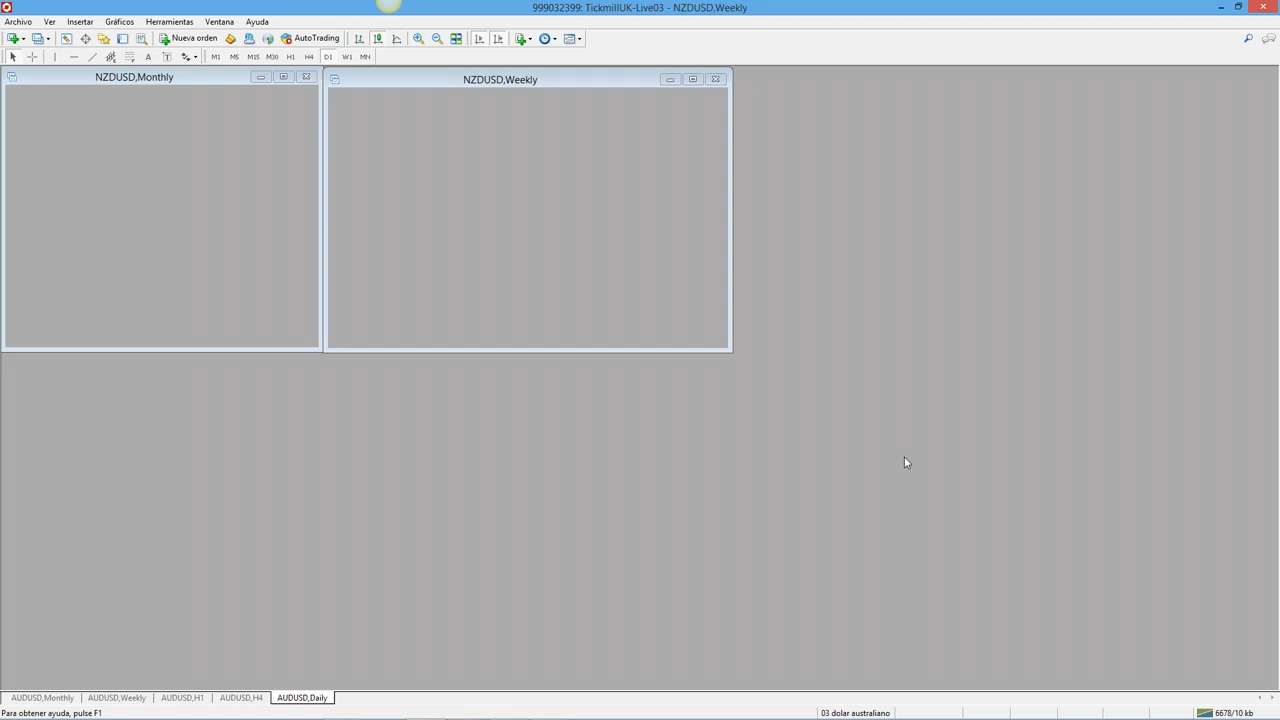 999032399: TickmillUK-Live03 - NZDUSD,Weekly
Archivo Ver Insertar Gráficos Herramientas Ventana Ayuda
Nueva orden AutoTrading
A T M1 M5 M15 M30 H1 H4 D1 W1 MN
NZDUSD,Monthly
NZDUSD,Weekly
AUDUSD,Monthly AUDUSD,Weekly AUDUSD,H1 AUDUSD,H4 AUDUSD,Daily
Para obtener ayuda, pulse F1 03 dolar australiano 6678/10 kb